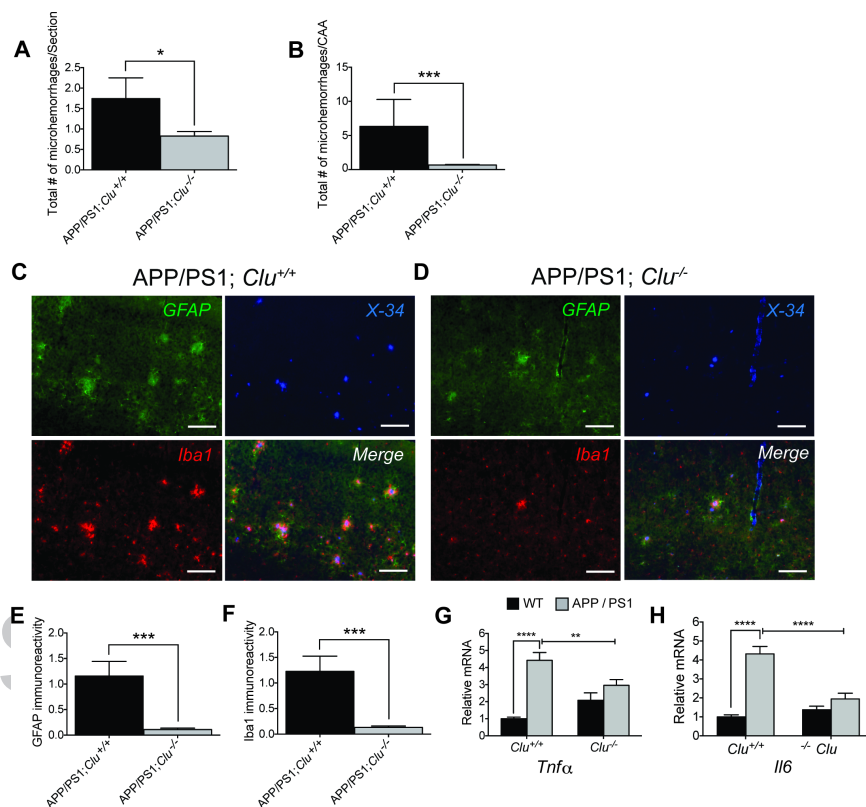 A
Total # of microhemorrhages/Section
2.5
2.0
1.5
1.0
0.5
0.0
*
APP/PS1;Clu+/+
APP/PS1;Clu-/-
B
Total # of microhemorrhages/CAA
15
10
5
0
***
APP/PS1;Clu+/+
APP/PS1;Clu-/-
C
APP/PS1; Clu+/+
GFAP
X-34
Iba1
Merge
D
APP/PS1; Clu-/-
GFAP
X-34
Iba1
Merge
E
GFAP immunoreactivity
2.0
1.5
1.0
0.5
0.0
***
APP/PS1;Clu+/+
APP/PS1;Clu-/-
F
Iba1 immunoreactivity
2.0
1.5
1.0
0.5
0.0
***
APP/PS1;Clu+/+
APP/PS1;Clu-/-
WT APP / PS1
G
Relative mRNA
6
5
4
3
2
1
0
**** **
Clu+/+ Clu-/-
Tnfα
H
Relative mRNA
6
4
2
0
**** ****
Clu+/+ -/- Clu
Il6